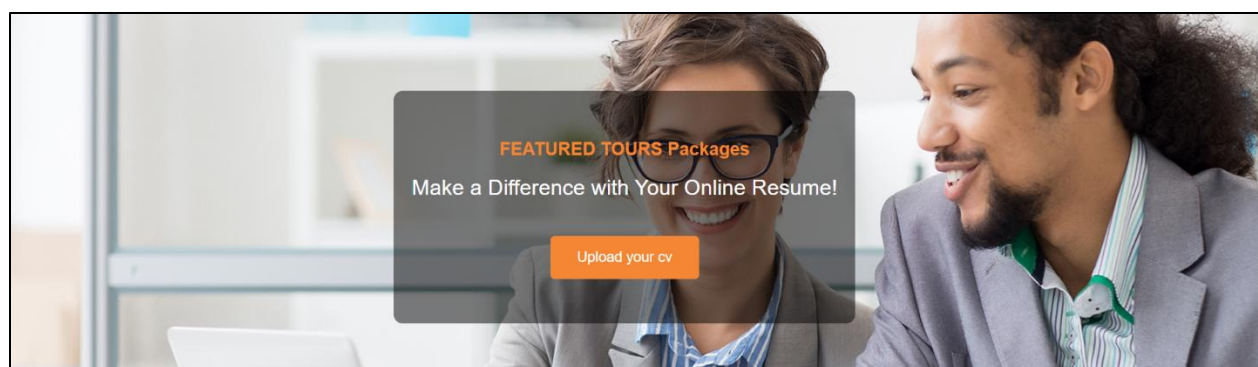 FEATURED TOURS Packages
Make a Difference with Your Online Resume!
Upload your cv